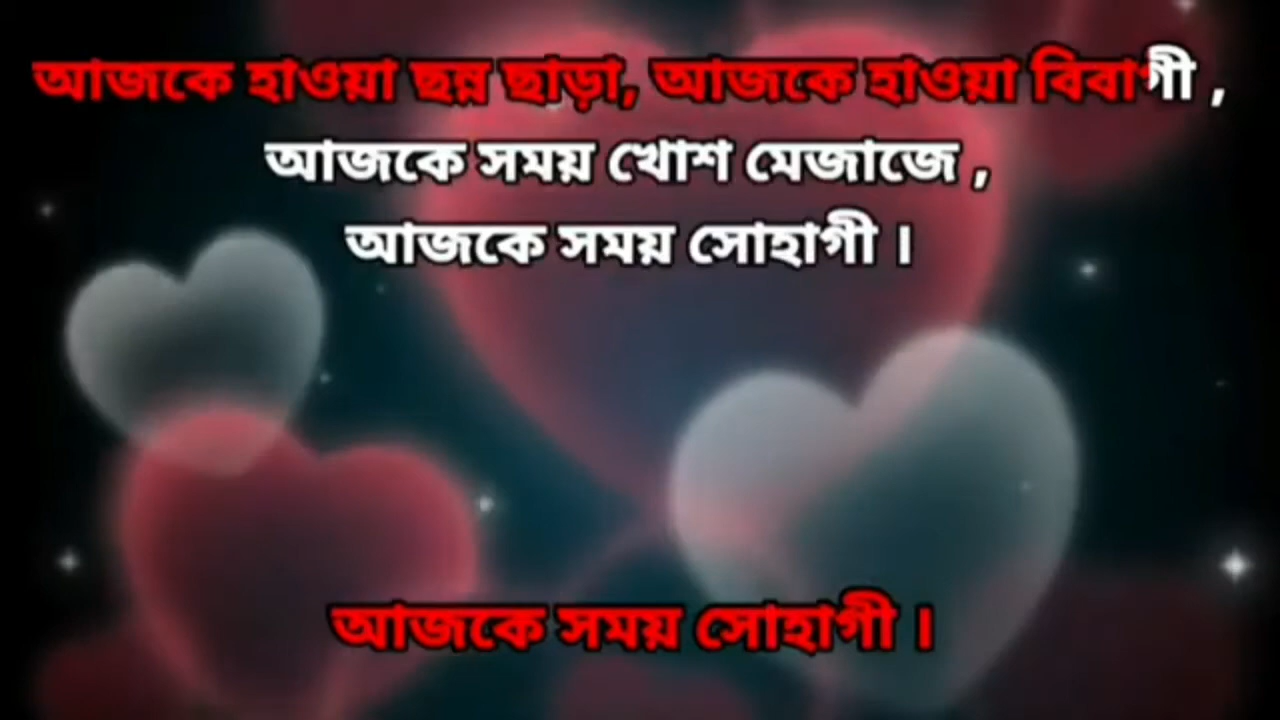 আজকে হাওয়া ছন্ন ছাড়া, আজকে হাওয়া বিবাগী ,
আজকে সময় খোশ মেজাজে ,
আজকে সময় সোহাগী ।
আজকে সময় সোহাগী ।